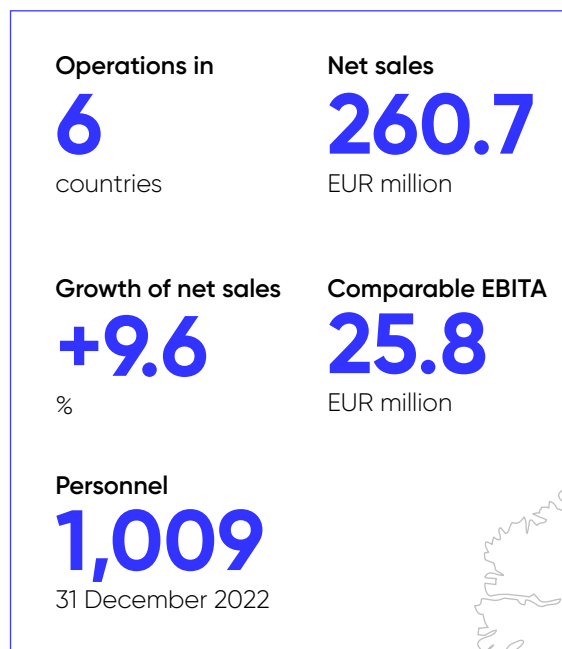 Operations in
6
countries
Net sales
260.7
EUR million
Growth of net sales
+9.6
%
Comparable EBITA
25.8
EUR million
Personnel
1,009
31 December 2022